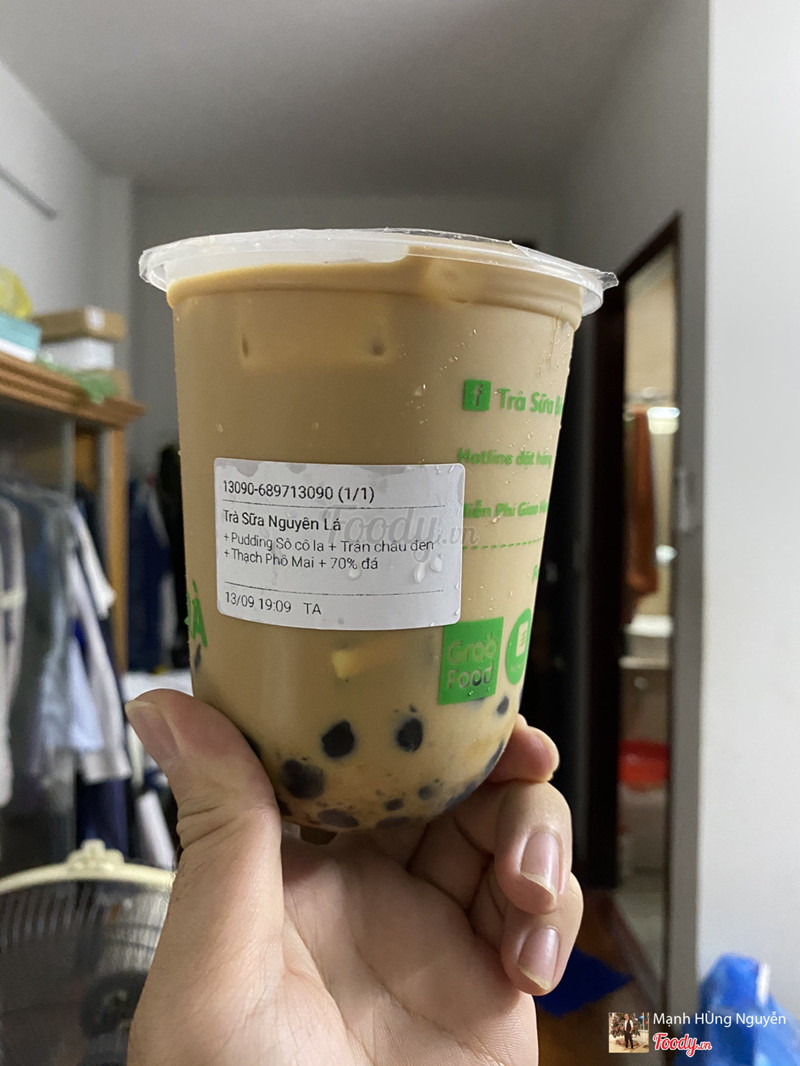 Trà Sữa
Hotline đặt hàng
Phí Giao
13090-689713090 (1/1)
Trà Sữa Nguyên Lá
+ Pudding Sô cô la + Trân châu đen
+ Thạch Phô Mai + 70% đá
13/09 19:09 TA
Foody.vn
Grab
Food
Mạnh HÙng Nguyễn
Foody.vn